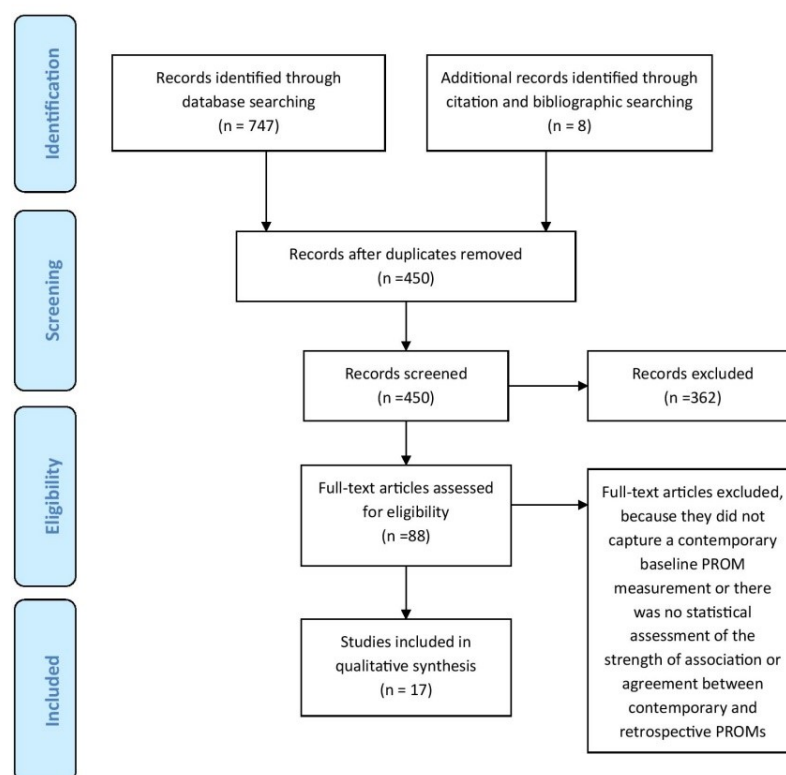 Identification
Records identified through
database searching
(n = 747)
Additional records identified through
citation and bibliographic searching
(n = 8)
Screening
Records after duplicates removed
(n =450)
Records screened
(n =450)
Records excluded
(n =362)
Eligibility
Full-text articles assessed
for eligibility
(n =88)
Full-text articles excluded,
because they did not
capture a contemporary
baseline PROM
measurement or there
was no statistical
assessment of the
strength of association or
agreement between
contemporary and
retrospective PROMs
Included
Studies included in
qualitative synthesis
(n = 17)